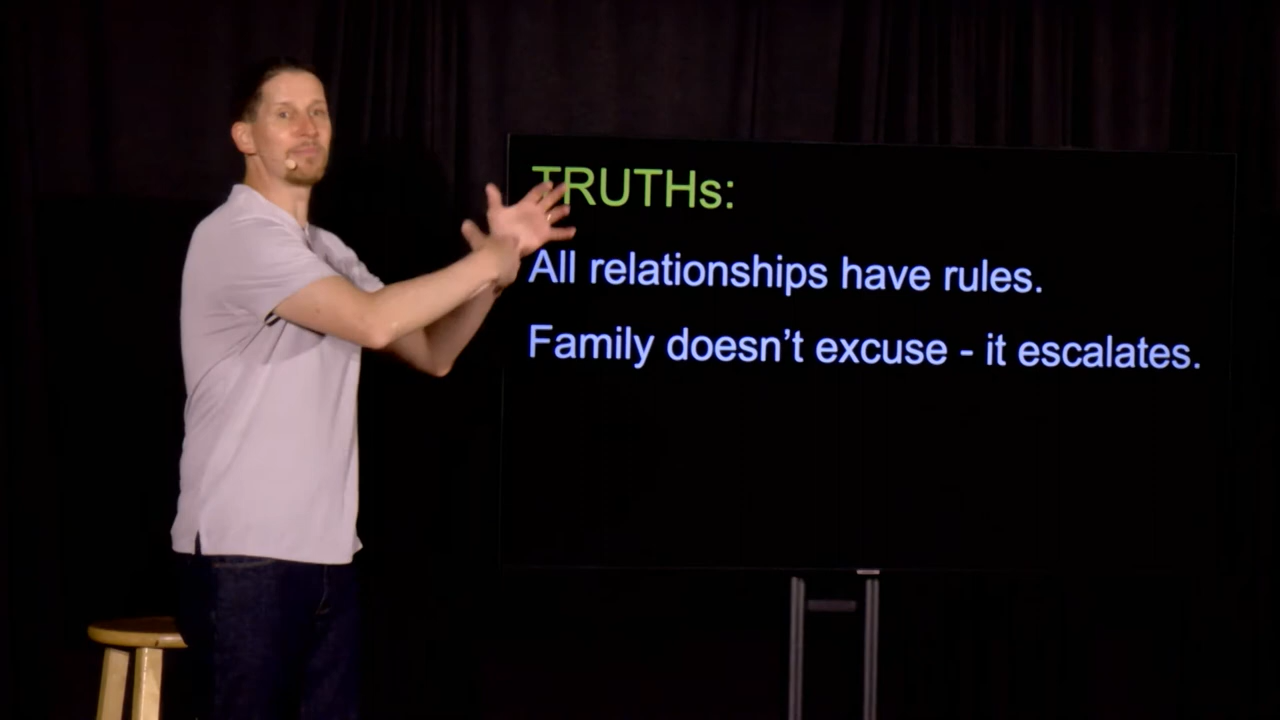 TRUTHs:
All relationships have rules.
Family doesn’t excuse - it escalates.